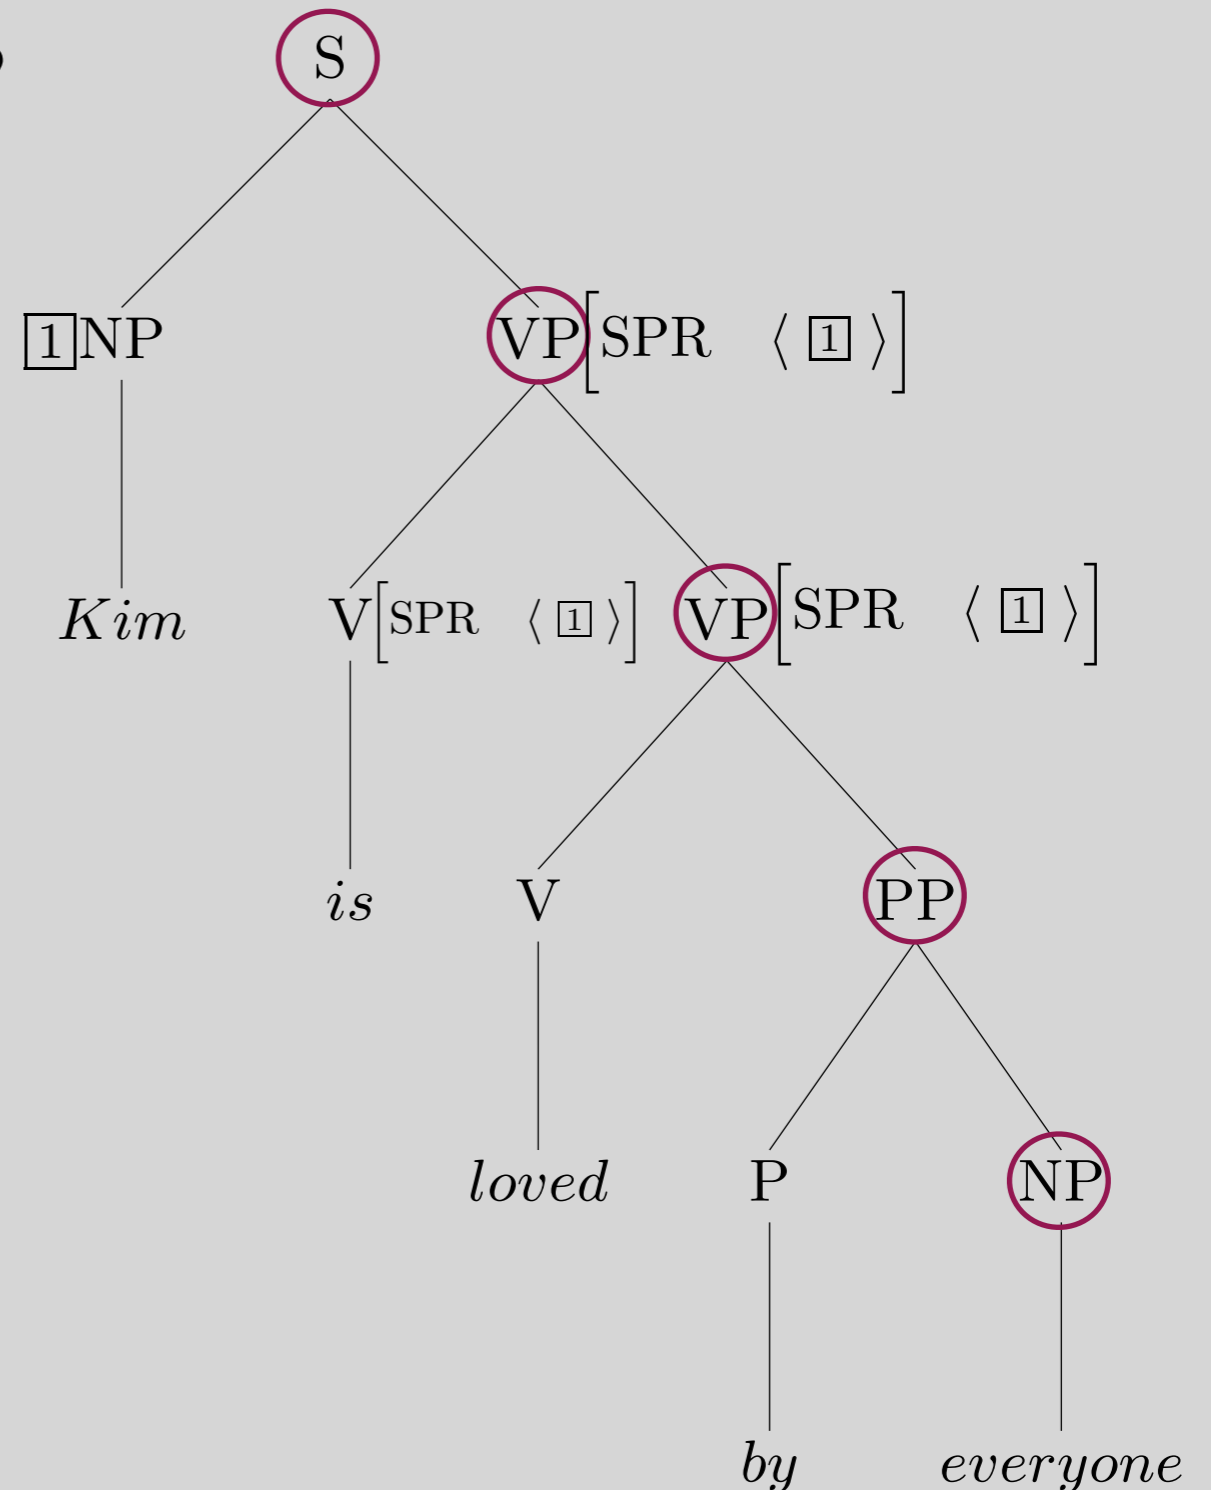 S
1 NP VP [SPR ⟨ 1 ⟩]
Kim V [SPR ⟨ 1 ⟩] VP [SPR ⟨ 1 ⟩]
is V PP
loved P NP
by everyone